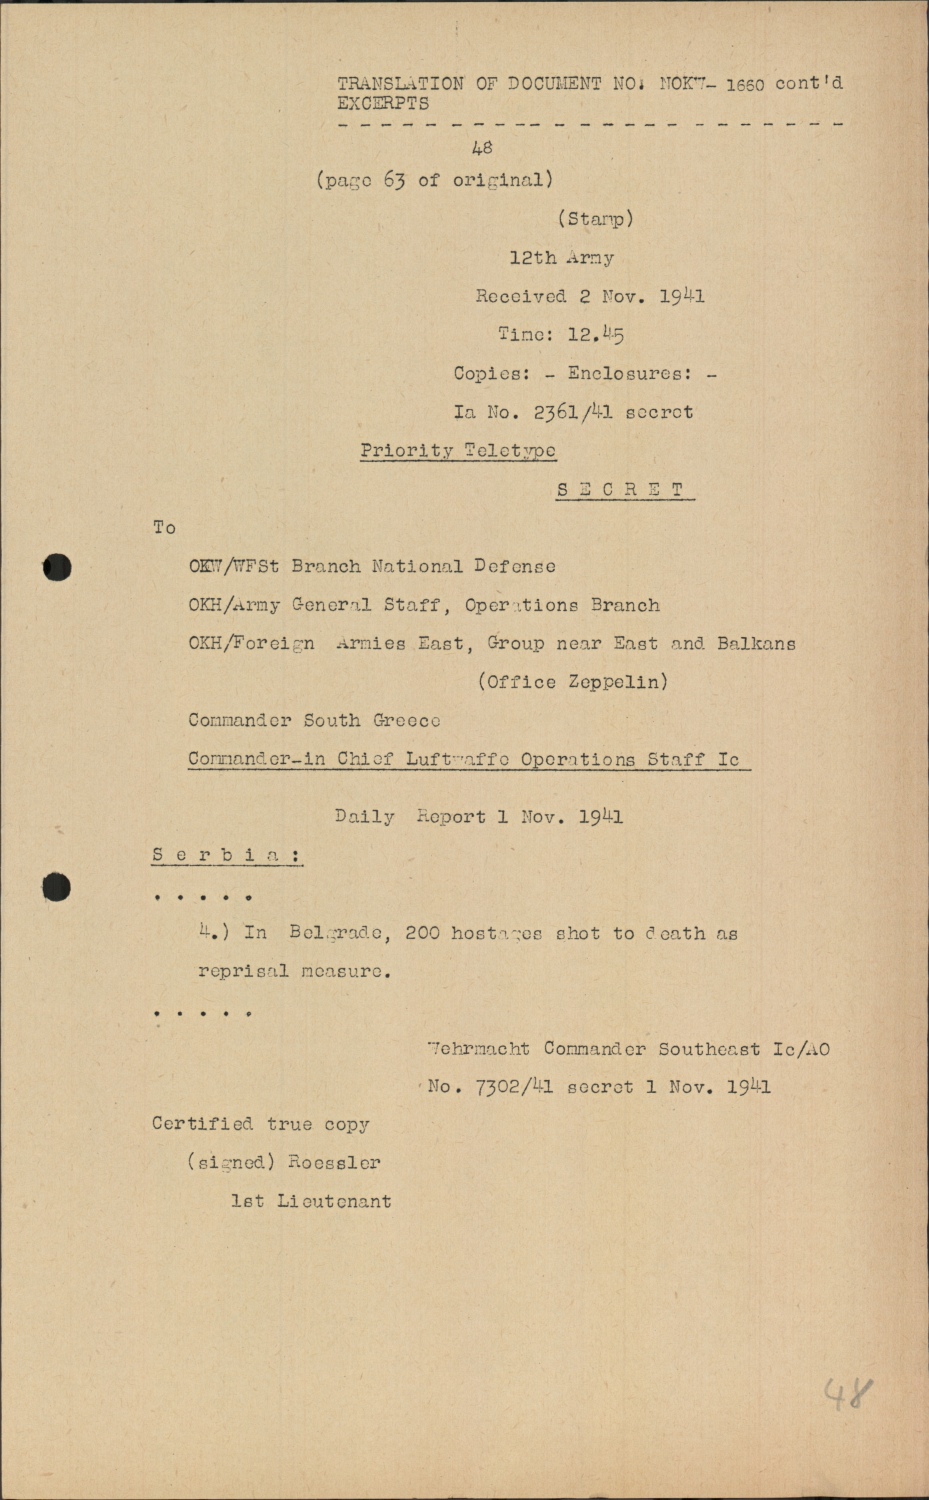 TRANSLATION OF DOCUMENT NO: NOKW- 1660 cont'd
EXCERPTS
- - - - - - - - - - - - - - - - - - - - - - -
48
(page 63 of original)
(Stamp)
12th Army
Received 2 Nov. 1941
Time: 12.45
Copies: - Enclosures: -
Ia No. 2361/41 secret
Priority Teletype
S E C R E T
To
OKW/WFSt Branch National Defense
OKH/Army General Staff, Operations Branch
OKH/Foreign Armies East, Group near East and Balkans
(Office Zeppelin)
Commander South Greece
Commander-in Chief Luftwaffe Operations Staff Ic
Daily Report 1 Nov. 1941
S e r b i a :
. . . . .
4.) In Belgrade, 200 hostages shot to death as
reprisal measure.
. . . . .
Wehrmacht Commander Southeast Ic/AO
No. 7302/41 secret 1 Nov. 1941
Certified true copy
(signed) Roessler
1st Lieutenant
48